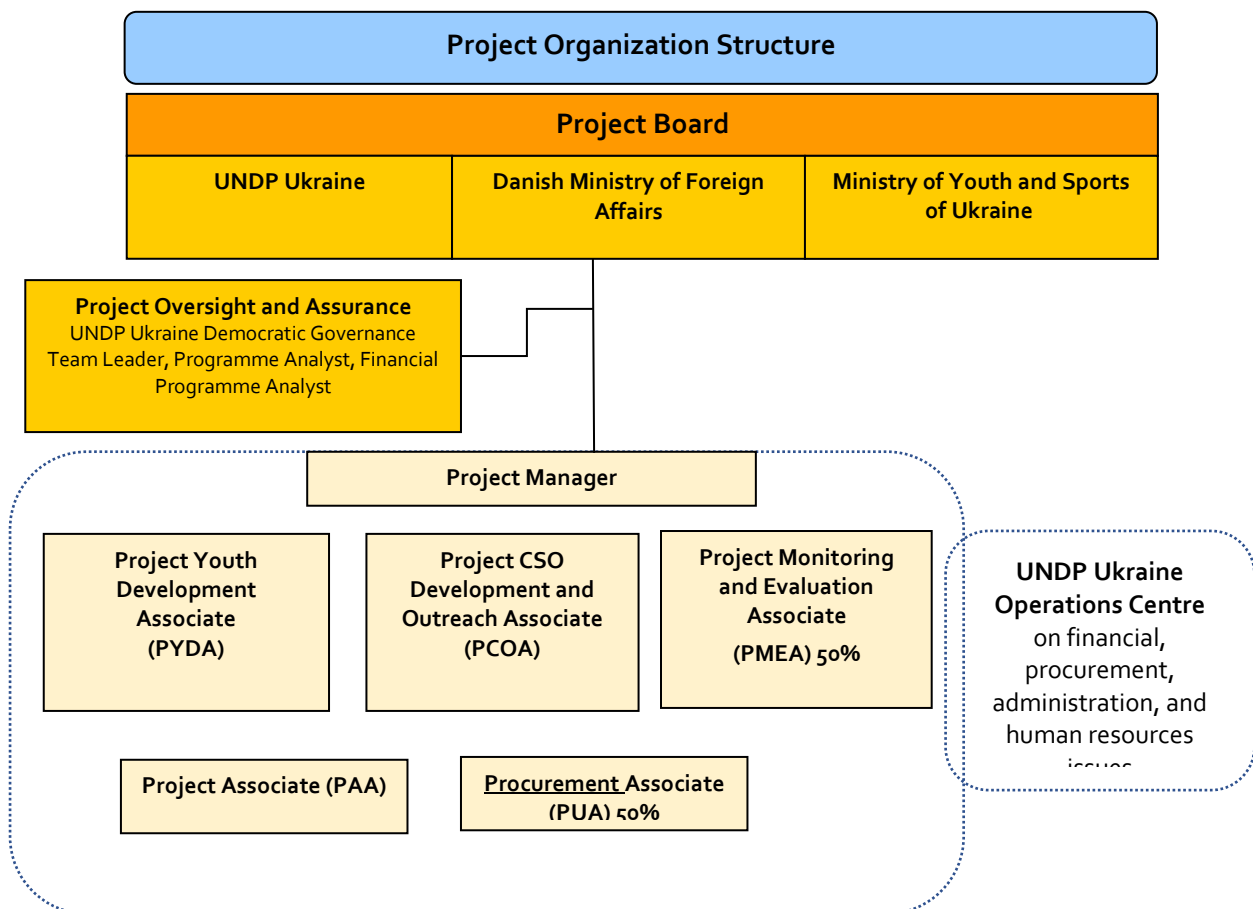 Project Organization Structure
Project Board
UNDP Ukraine
Danish Ministry of Foreign
Affairs
Ministry of Youth and Sports
of Ukraine
Project Oversight and Assurance
UNDP Ukraine Democratic Governance
Team Leader, Programme Analyst, Financial
Programme Analyst
Project Manager
Project Youth
Development
Associate
(PYDA)
Project CSO
Development and
Outreach Associate
(PCOA)
Project Monitoring
and Evaluation
Associate
(PMEA) 50%
UNDP Ukraine
Operations Centre
on financial,
procurement,
administration, and
human resources
issues
Project Associate (PAA)
Procurement Associate
(PUA) 50%